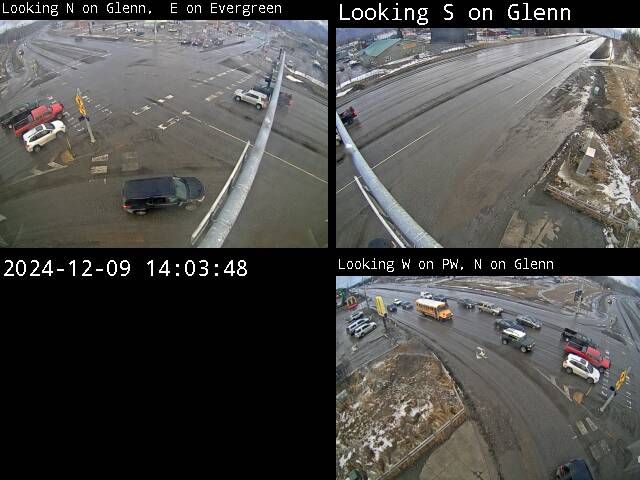 Looking N on Glenn,  E on Evergreen
Looking S on Glenn
2024-12-09 14:03:48
Looking W on PW, N on Glenn